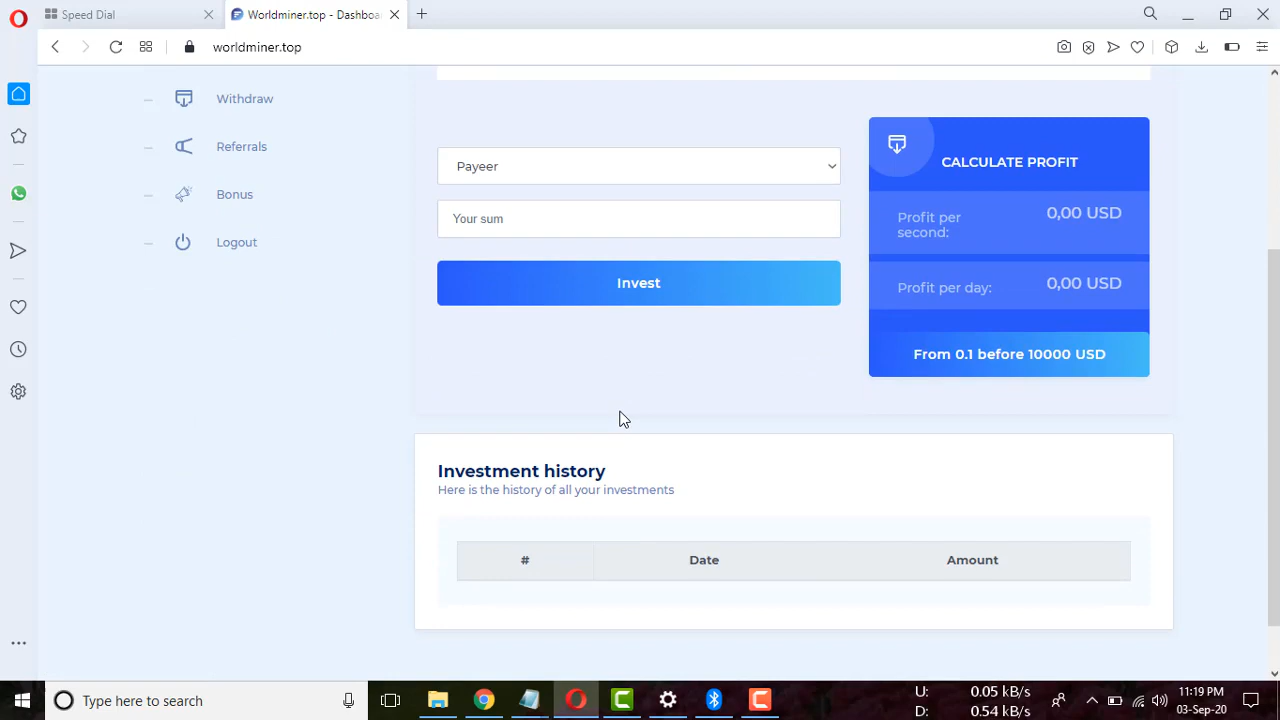 Speed Dial
Worldminer.top - Dashboa
worldminer.top
Withdraw
Referrals
Bonus
Logout
Payeer
Your sum
Invest
CALCULATE PROFIT
Profit per
second:
0,00 USD
Profit per day:
0,00 USD
From 0.1 before 10000 USD
Investment history
Here is the history of all your investments
# Date Amount
Type here to search
U: 0.05 kB/s
D: 0.54 kB/s
11:19 PM
03-Sep-20